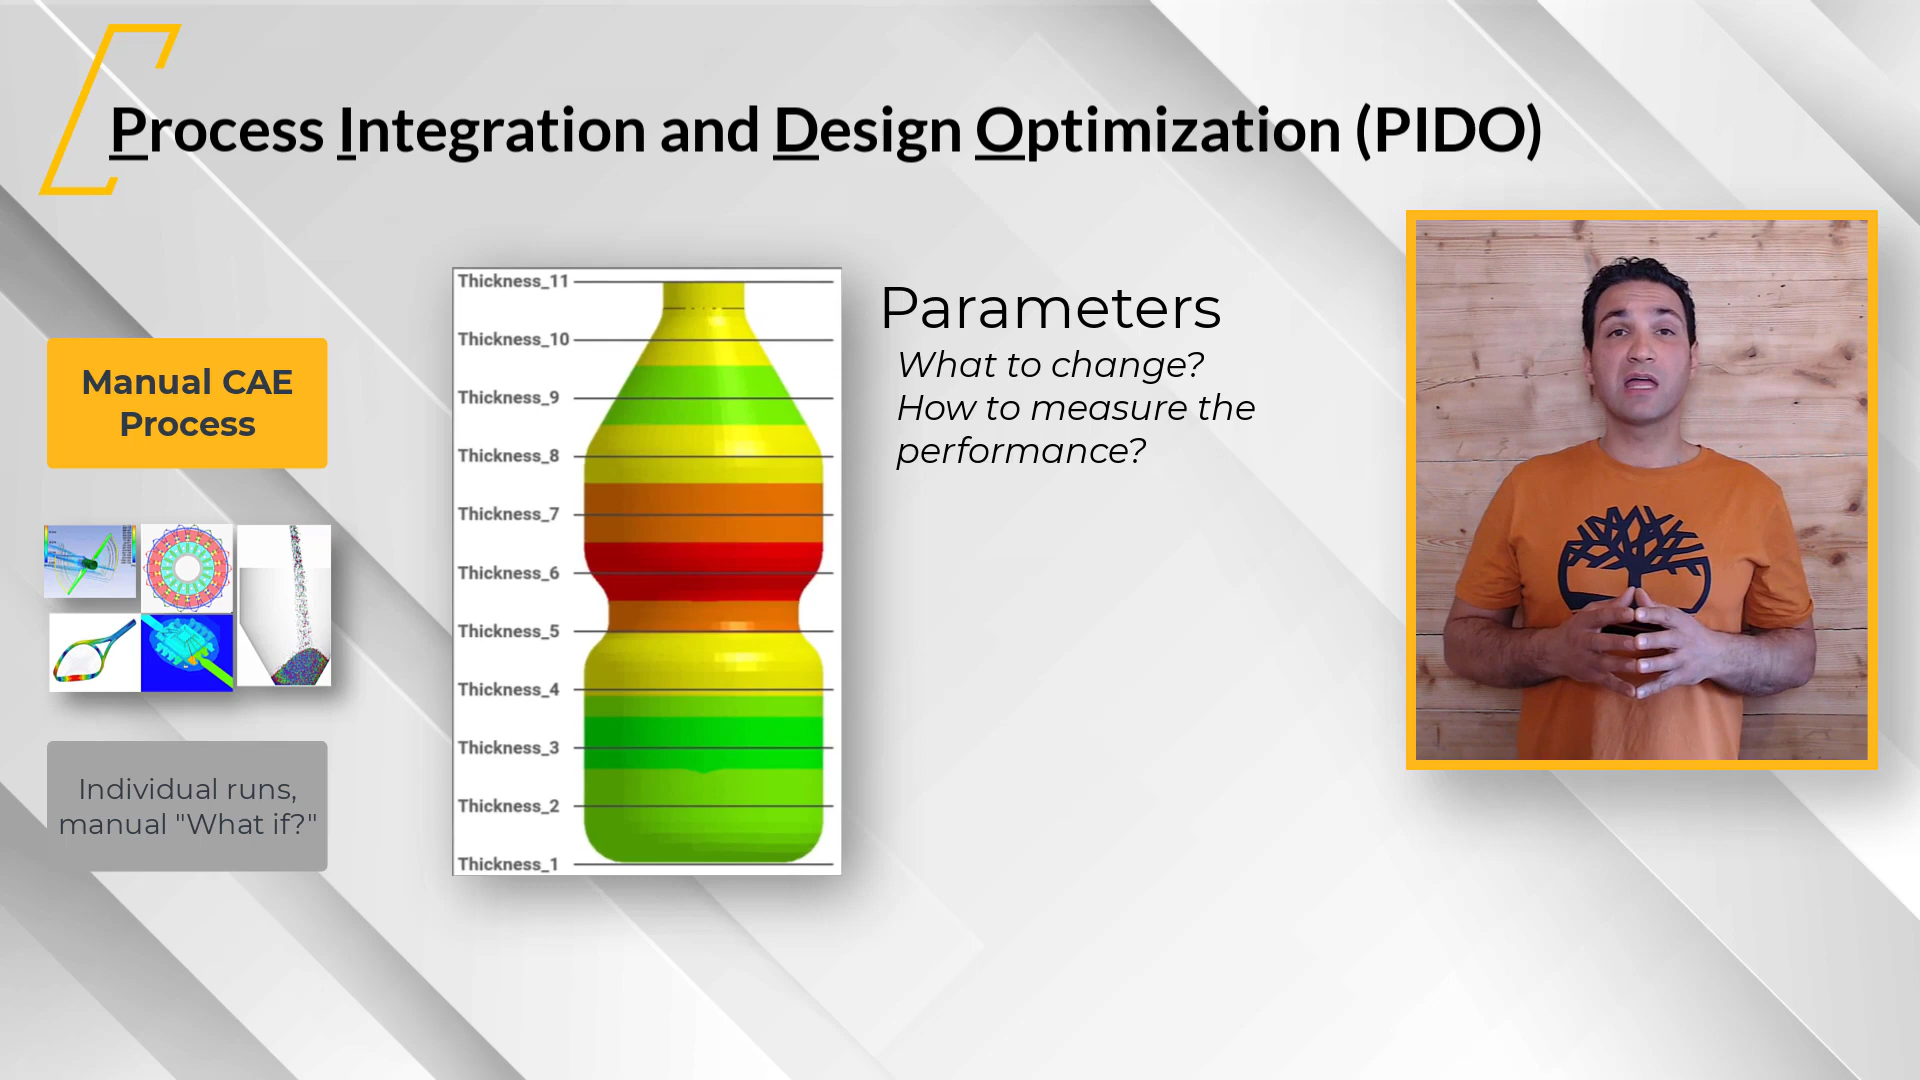 Process Integration and Design Optimization (PIDO)
Manual CAE
Process
Individual runs,
manual "What if?"
Thickness_11
Thickness_10
Thickness_9
Thickness_8
Thickness_7
Thickness_6
Thickness_5
Thickness_4
Thickness_3
Thickness_2
Thickness_1
Parameters
What to change?
How to measure the
performance?